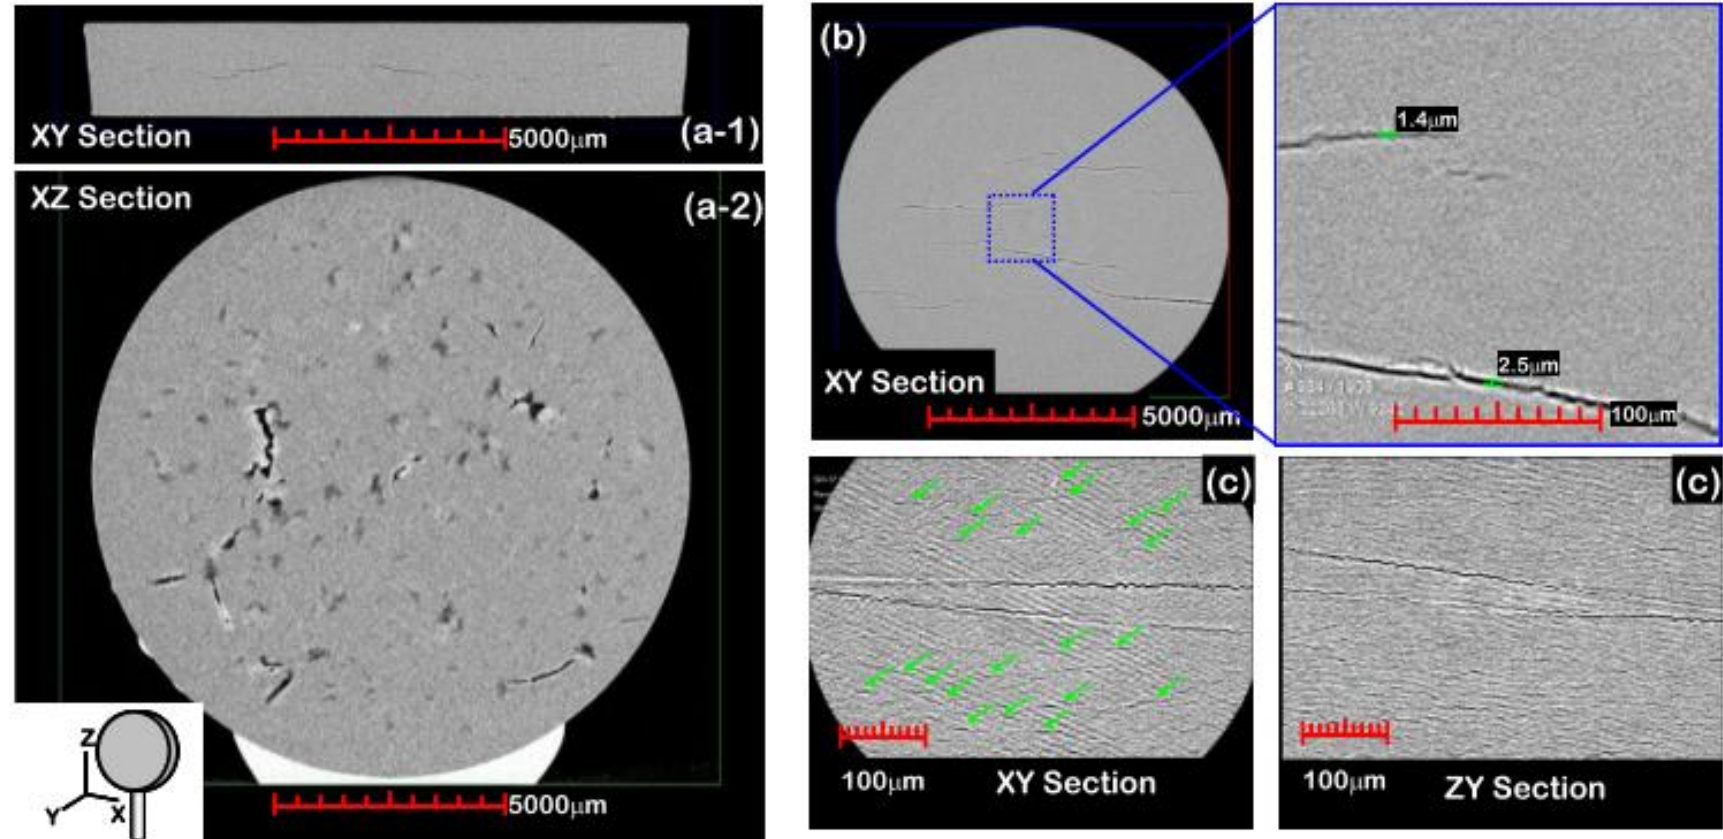 XY Section
5000μm
(a-1)
XZ Section
(a-2)
5000μm
Z
Y
X
(b)
XY Section
5000μm
1.4μm
2.5μm
100μm
(c)
100μm
XY Section
(c)
100μm
ZY Section